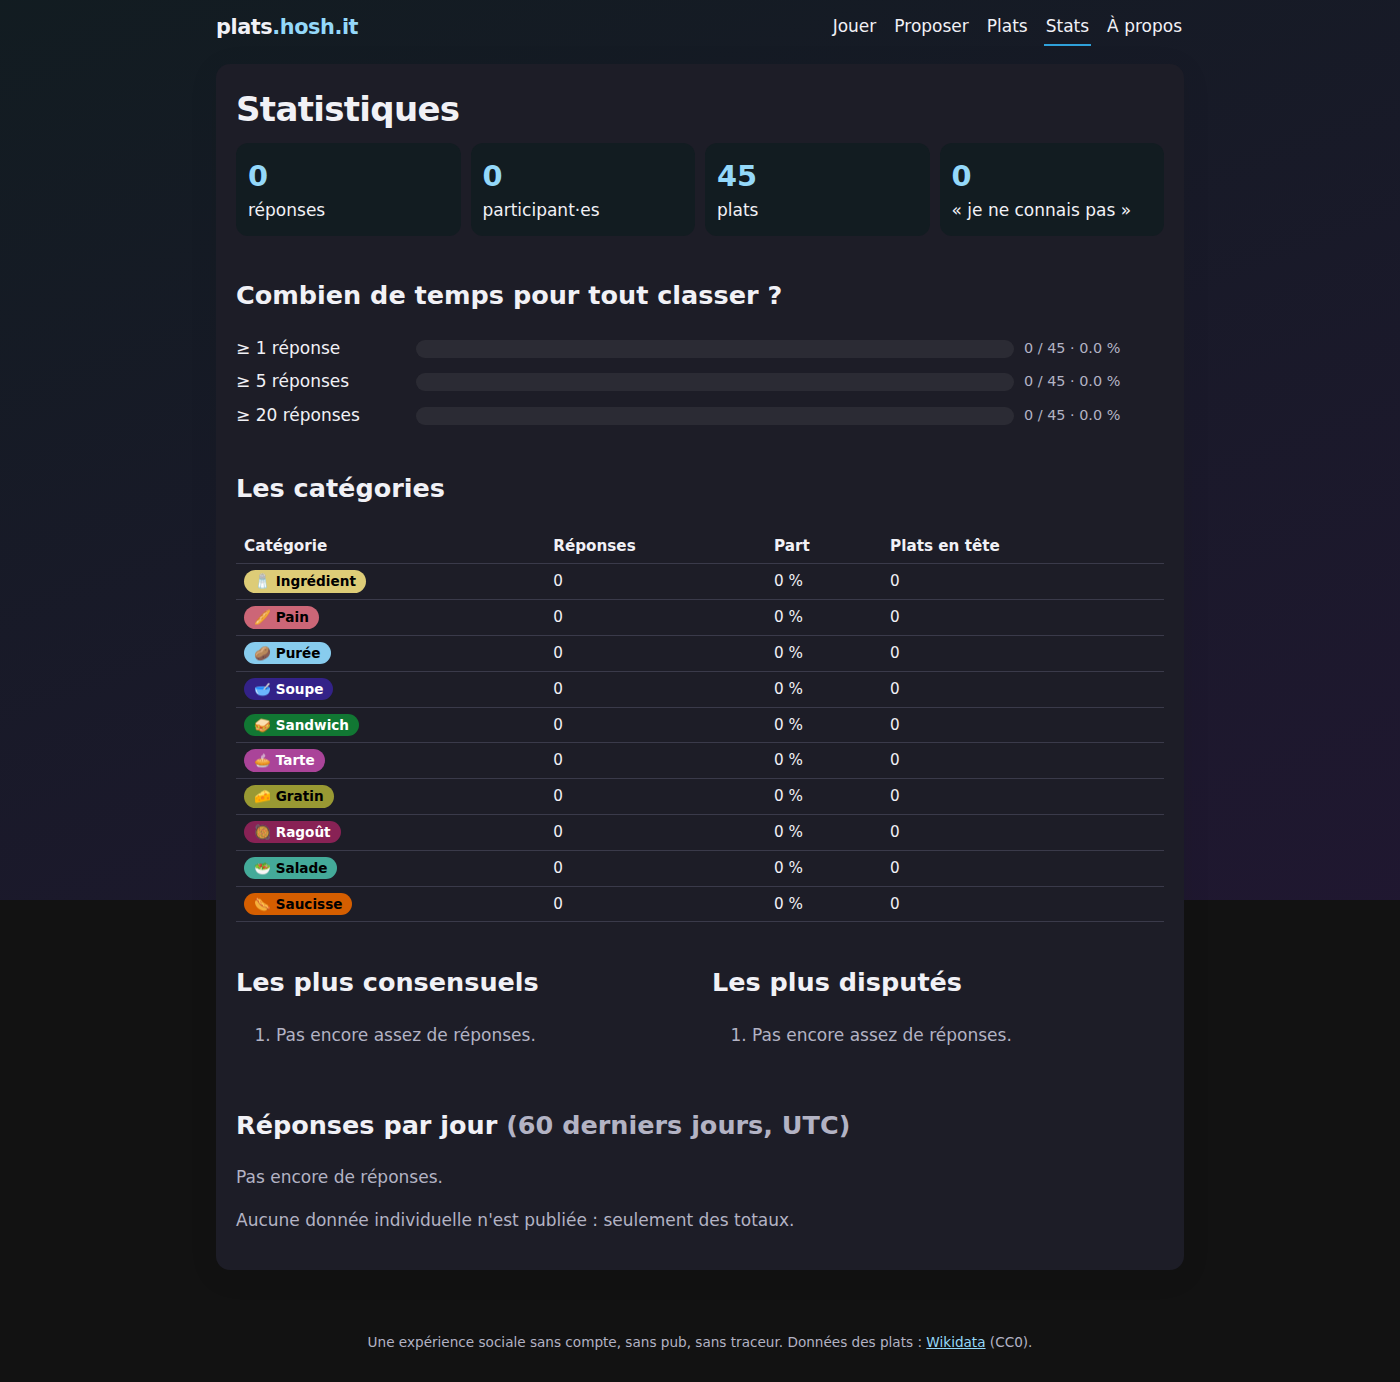 plats.hosh.it
Jouer Proposer Plats Stats À propos
Statistiques
0 0 45 0
réponses participant·es plats « je ne connais pas »
Combien de temps pour tout classer ?
≥ 1 réponse 0 / 45 · 0.0 %
≥ 5 réponses 0 / 45 · 0.0 %
≥ 20 réponses 0 / 45 · 0.0 %
Les catégories
Catégorie Réponses Part Plats en tête
Ingrédient 0 0 % 0
Pain 0 0 % 0
Purée 0 0 % 0
Soupe 0 0 % 0
Sandwich 0 0 % 0
Tarte 0 0 % 0
Gratin 0 0 % 0
Ragoût 0 0 % 0
Salade 0 0 % 0
Saucisse 0 0 % 0
Les plus consensuels
1. Pas encore assez de réponses.
Les plus disputés
1. Pas encore assez de réponses.
Réponses par jour (60 derniers jours, UTC)
Pas encore de réponses.
Aucune donnée individuelle n'est publiée : seulement des totaux.
Une expérience sociale sans compte, sans pub, sans traceur. Données des plats : Wikidata (CC0).